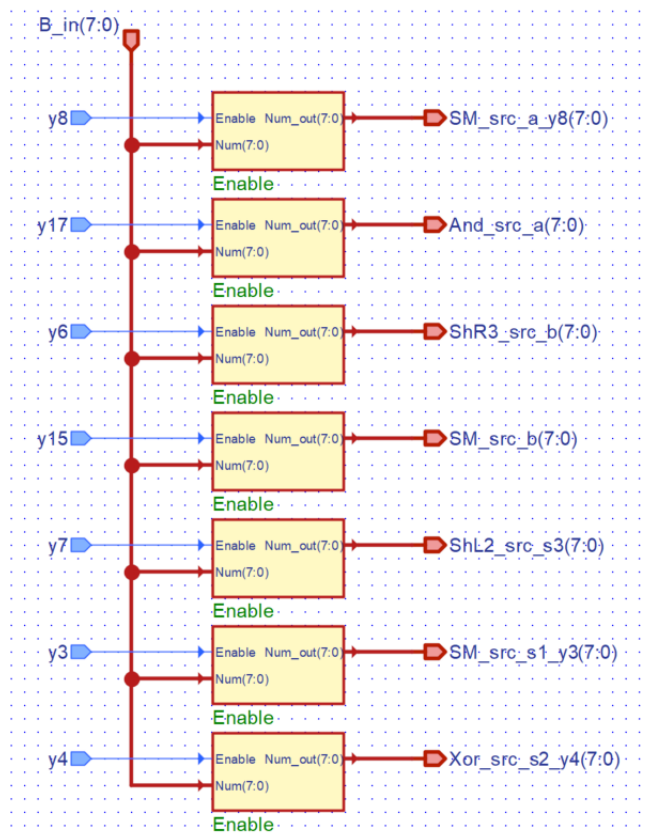 B_in(7:0)
y8
Enable Num_out(7:0)
SM_src_a_y8(7:0)
Num(7:0)
Enable
y17
Enable Num_out(7:0)
And_src_a(7:0)
Num(7:0)
Enable
y6
Enable Num_out(7:0)
ShR3_src_b(7:0)
Num(7:0)
Enable
y15
Enable Num_out(7:0)
SM_src_b(7:0)
Num(7:0)
Enable
y7
Enable Num_out(7:0)
ShL2_src_s3(7:0)
Num(7:0)
Enable
y3
Enable Num_out(7:0)
SM_src_s1_y3(7:0)
Num(7:0)
Enable
y4
Enable Num_out(7:0)
Xor_src_s2_y4(7:0)
Num(7:0)
Enable